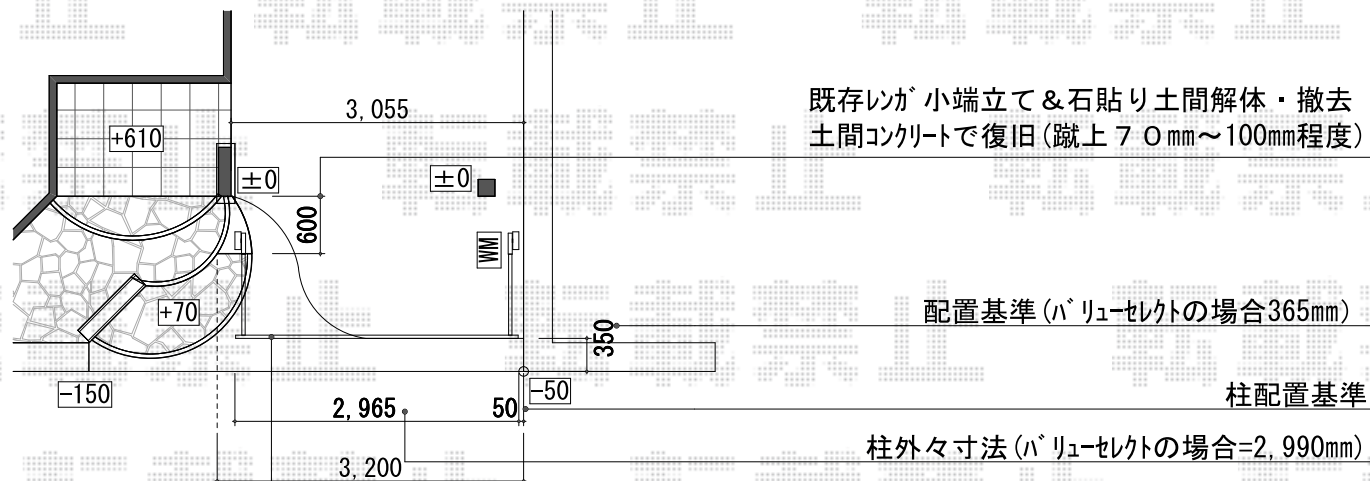 既存レンガ小端立て＆石貼り土間解体・撤去
土間コンクリートで復旧(蹴上７０mm～100mm程度)
3,055
+610
±0
±0
600
WM
+70
配置基準(バリューセレクトの場合365mm)
350
-150
-50
2,965
50
柱配置基準
柱外々寸法(バリューセレクトの場合=2,990mm)
3,200